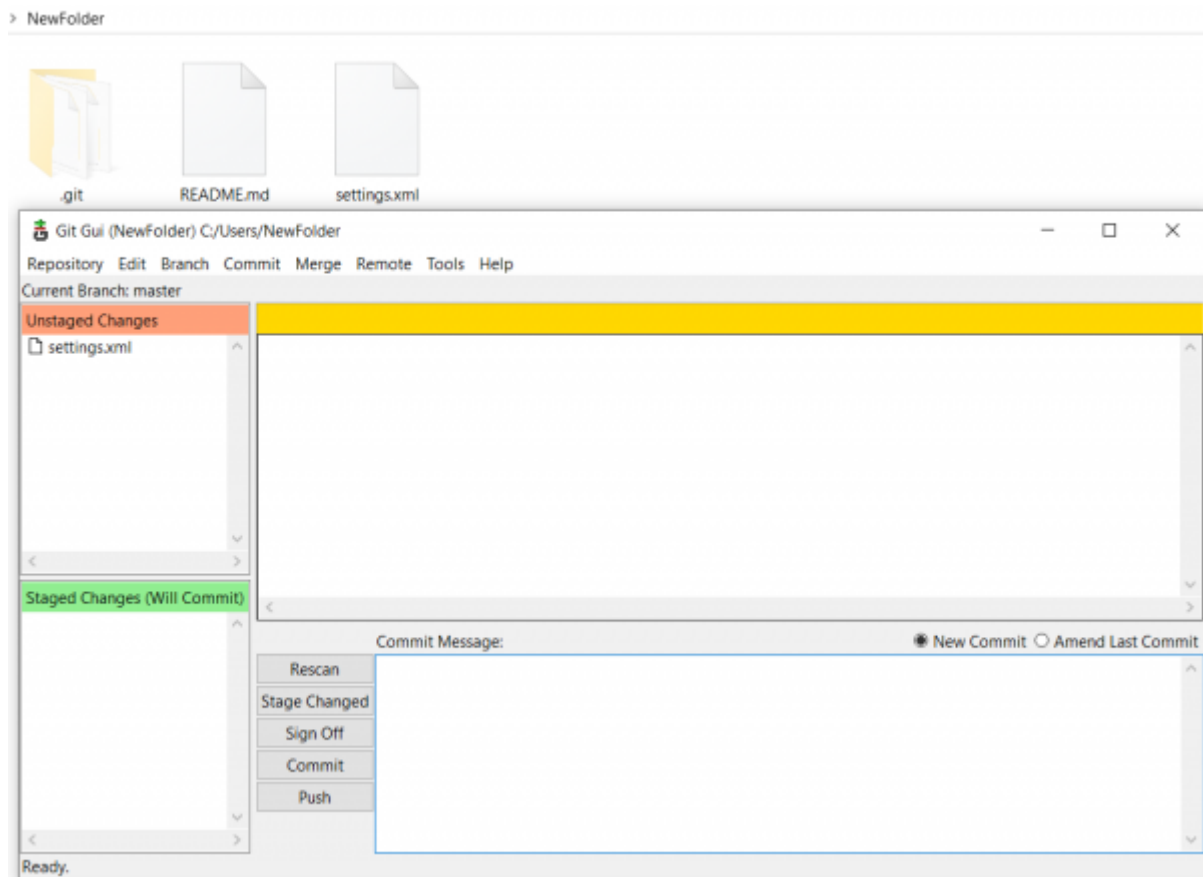 > NewFolder
.git README.md settings.xml
Git Gui (NewFolder) C:/Users/NewFolder
Repository Edit Branch Commit Merge Remote Tools Help
Current Branch: master
Unstaged Changes
settings.xml
Staged Changes (Will Commit)
Commit Message: New Commit Amend Last Commit
Rescan
Stage Changed
Sign Off
Commit
Push
Ready.